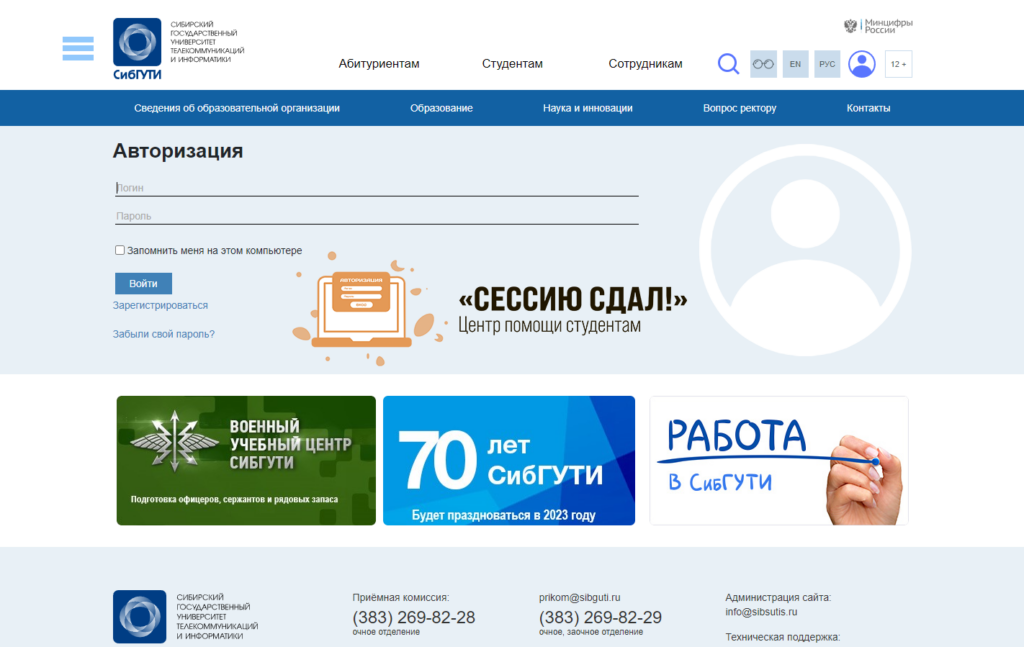 СИБИРСКИЙ
ГОСУДАРСТВЕННЫЙ
УНИВЕРСИТЕТ
ТЕЛЕКОММУНИКАЦИЙ
И ИНФОРМАТИКИ
СибГУТИ
Минцифры
России
Абитуриентам
Студентам
Сотрудникам
EN
РУС
12 +
Сведения об образовательной организации
Образование
Наука и инновации
Вопрос ректору
Контакты
Авторизация
Логин
Пароль
Запомнить меня на этом компьютере
Войти
Зарегистрироваться
Забыли свой пароль?
АВТОРИЗАЦИЯ
«СЕССИЮ СДАЛ!»
Центр помощи студентам
ВОЕННЫЙ
УЧЕБНЫЙ ЦЕНТР
СИБГУТИ
Подготовка офицеров, сержантов и рядовых запаса
70 лет
СибГУТИ
Будет праздноваться в 2023 году
РАБОТА
В СибГУТИ
СИБИРСКИЙ
ГОСУДАРСТВЕННЫЙ
УНИВЕРСИТЕТ
ТЕЛЕКОММУНИКАЦИЙ
И ИНФОРМАТИКИ
Приёмная комиссия:
(383) 269-82-28
очное отделение
prikom@sibguti.ru
(383) 269-82-29
очное, заочное отделение
Администрация сайта:
info@sibsutis.ru
Техническая поддержка: